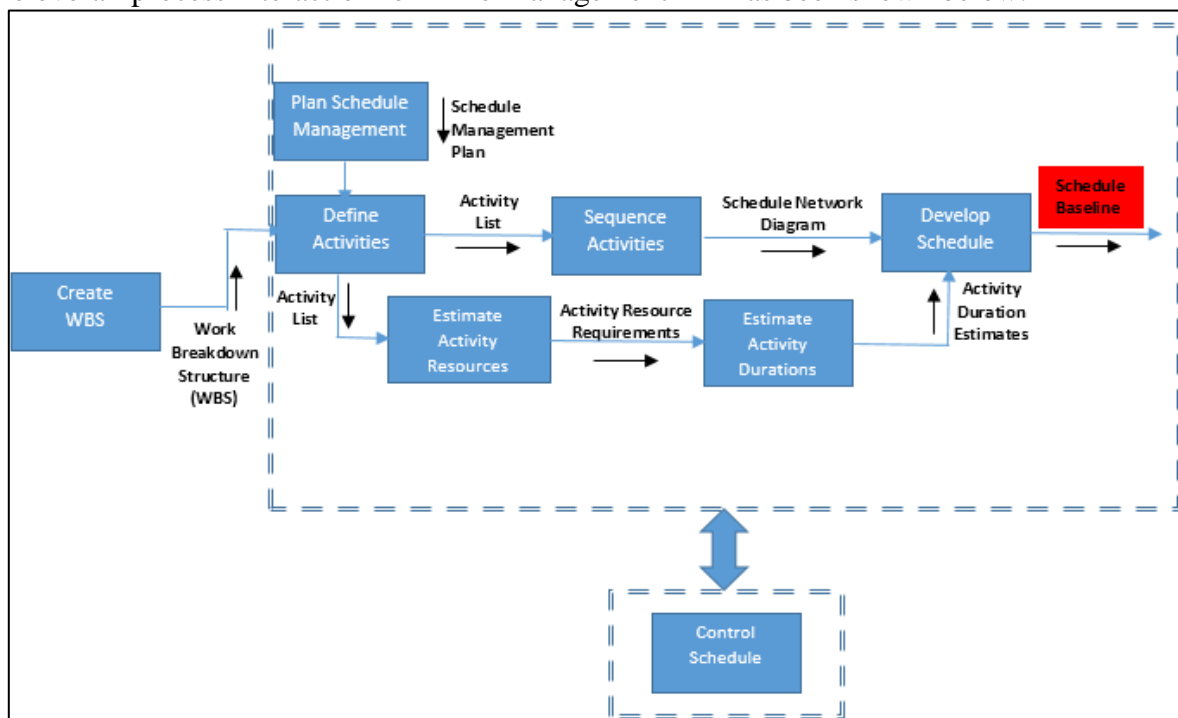 Plan Schedule
Management
Schedule
Management
Plan
Define
Activities
Activity
List
Sequence
Activities
Schedule Network
Diagram
Develop
Schedule
Schedule
Baseline
Create
WBS
Work
Breakdown
Structure
(WBS)
Activity
List
Estimate
Activity
Resources
Activity Resource
Requirements
Estimate
Activity
Durations
Activity
Duration
Estimates
Control
Schedule